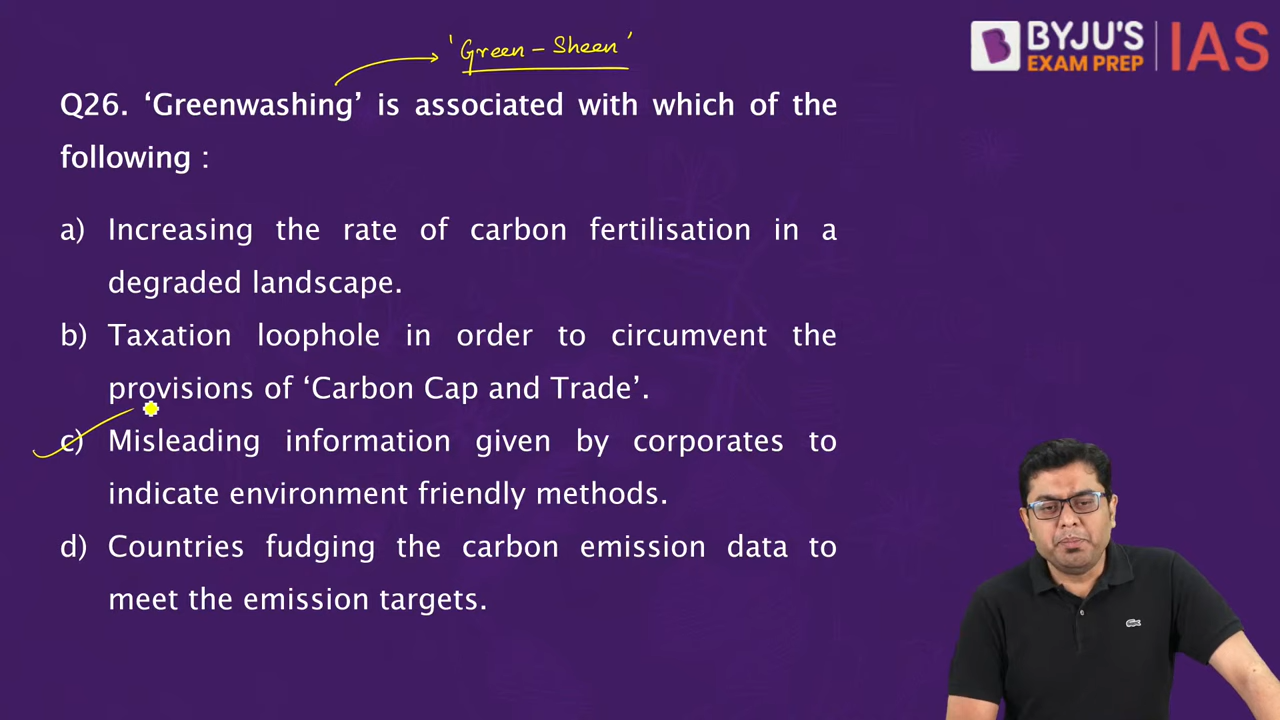 'Green - Sheen'
BYJU'S
EXAM PREP
IAS
Q26. ‘Greenwashing’ is associated with which of the
following :
a) Increasing the rate of carbon fertilisation in a
degraded landscape.
b) Taxation loophole in order to circumvent the
provisions of ‘Carbon Cap and Trade’.
c) Misleading information given by corporates to
indicate environment friendly methods.
d) Countries fudging the carbon emission data to
meet the emission targets.